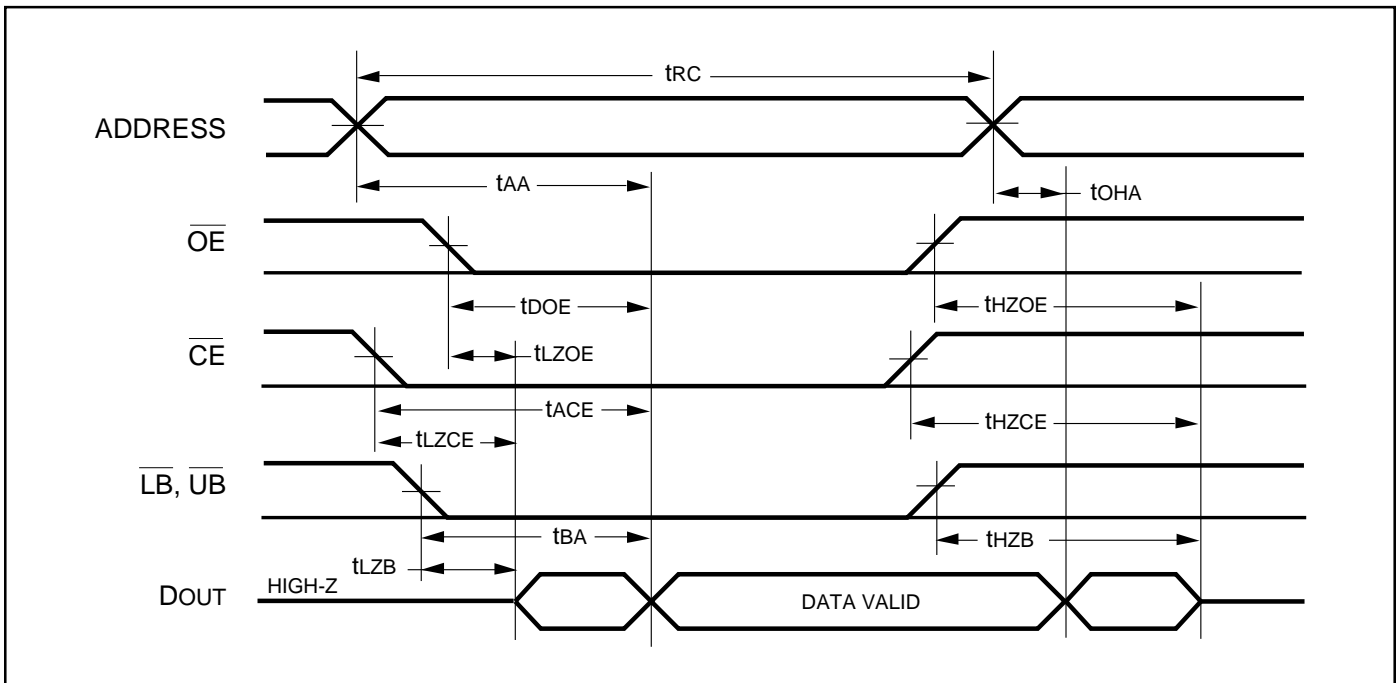 tRC
ADDRESS
tAA
tOHA
OE
tDOE
tHZOE
tLZOE
CE
tACE
tHZCE
tLZCE
LB, UB
tBA
tHZB
tLZB
HIGH-Z
DOUT
DATA VALID